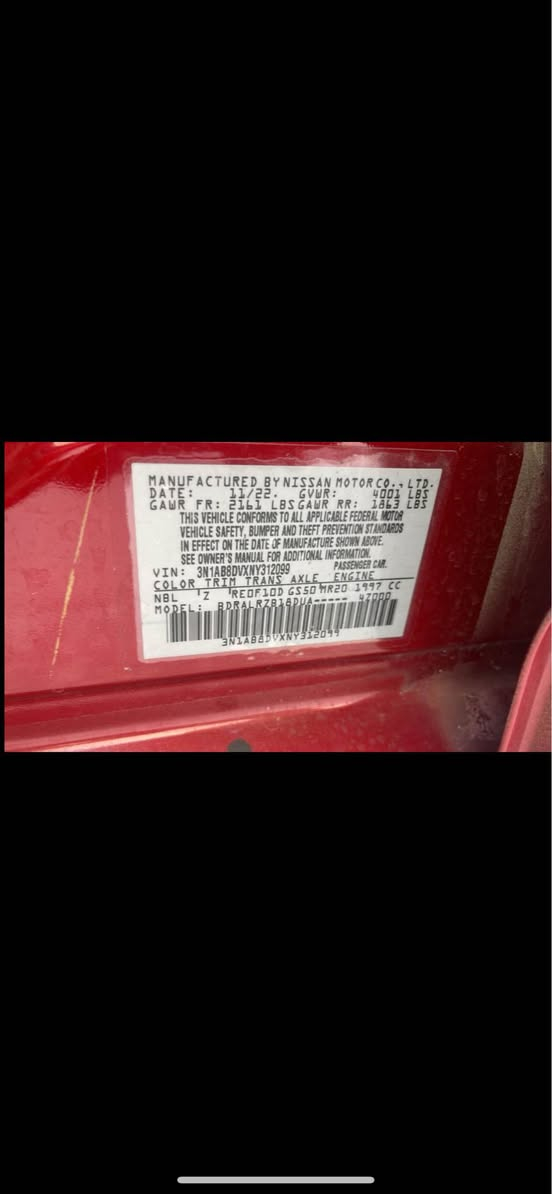 MANUFACTURED BY NISSAN MOTOR CO., LTD.
DATE: 11/22. GVWR: 4001 LBS
GAWR FR: 2161 LBS GAWR RR: 1863 LBS
THIS VEHICLE CONFORMS TO ALL APPLICABLE FEDERAL MOTOR
VEHICLE SAFETY, BUMPER AND THEFT PREVENTION STANDARDS
IN EFFECT ON THE DATE OF MANUFACTURE SHOWN ABOVE.
SEE OWNER'S MANUAL FOR ADDITIONAL INFORMATION.
VIN: 3N1AB8DVXNY312099 PASSENGER CAR.
COLOR TRIM TRANS AXLE ENGINE
NBL Z RE0F10D GS50 MR20 1997 CC
MODEL: BDRALRZB18DUA----- 4Z000
3N1AB8DVXNY312099